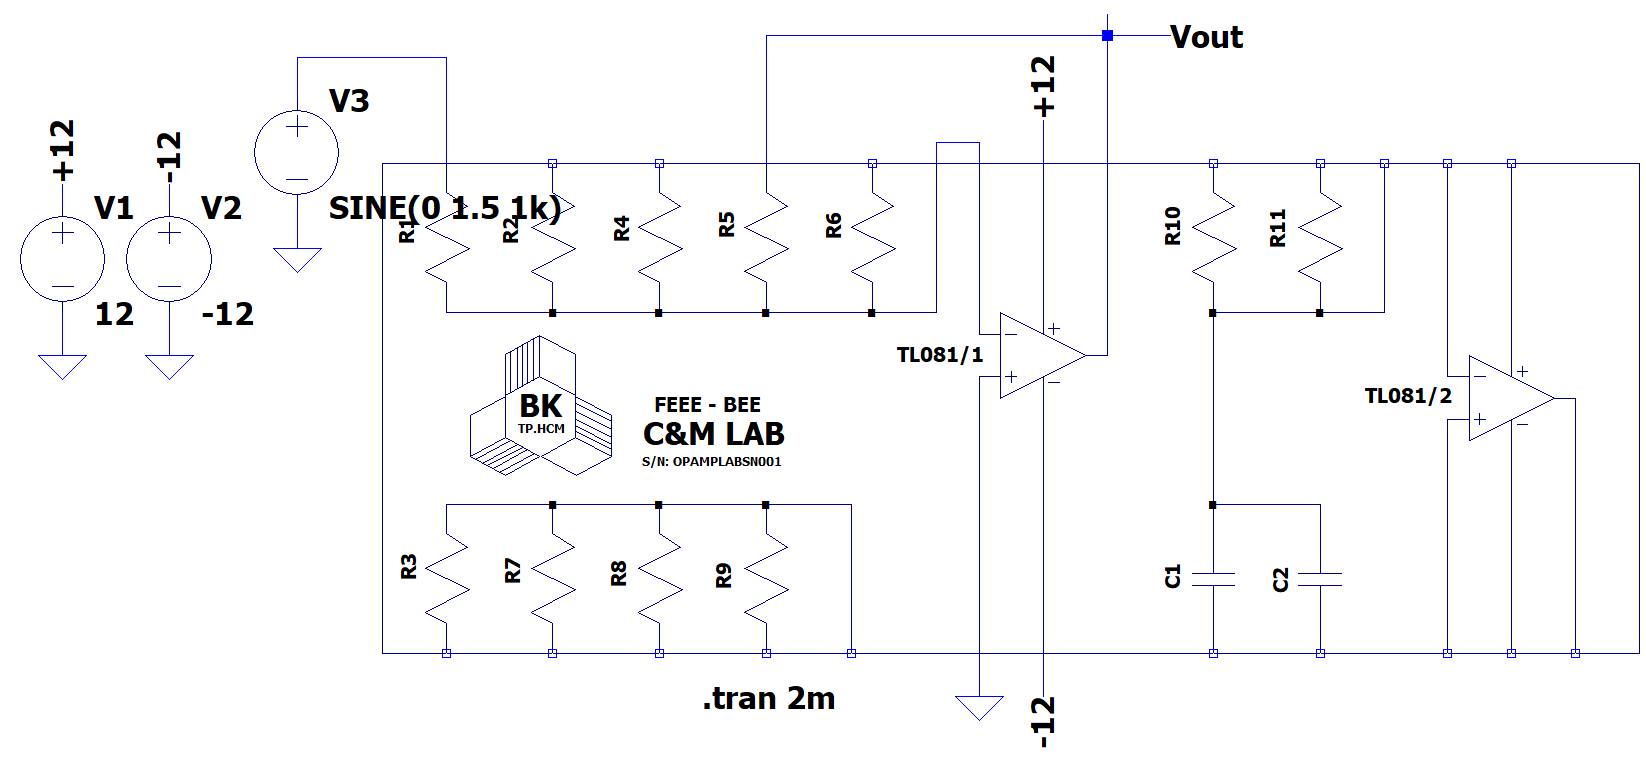 Vout
+12
V3
+12
-12
V1
V2
SINE(0 1.5 1k)
R1
R2
R4
R5
R6
R10
R11
12
-12
TL081/1
+
−
−
+
TL081/2
+
−
−
+
BK
TP.HCM
FEEE - BEE
C&M LAB
S/N: OPAMPLABSN001
R3
R7
R8
R9
C1
C2
.tran 2m
-12